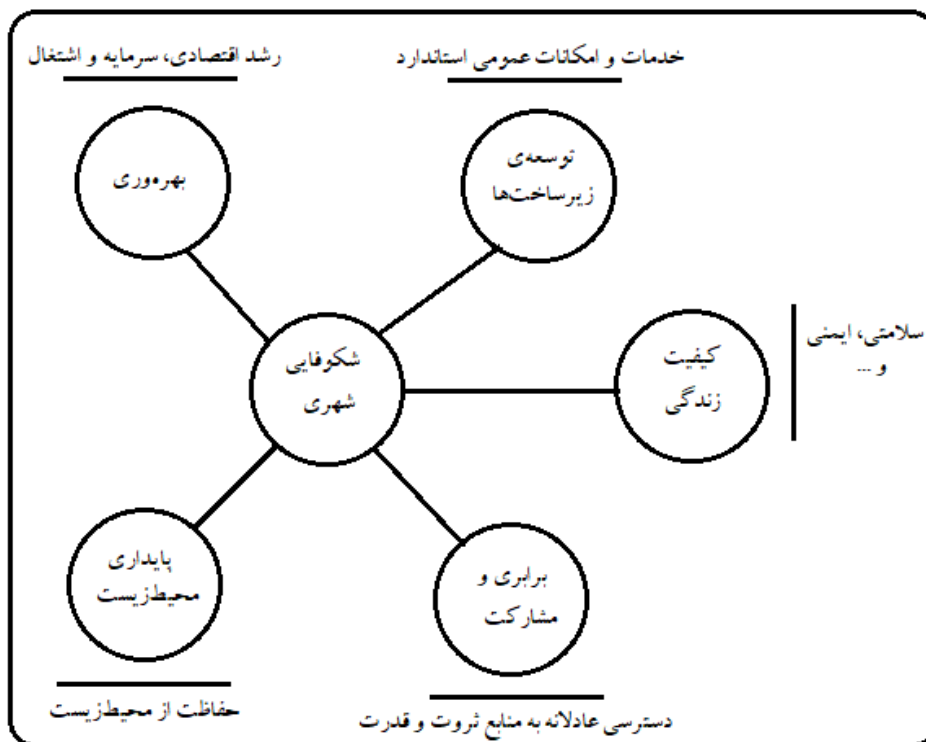 خدمات و امکانات عمومی استاندارد
رشد اقتصادی، سرمایه و اشتغال
توسعه‌ی
زیرساخت‌ها
بهره‌وری
سلامتی، ایمنی
و ...
کیفیت
زندگی
شکوفایی
شهری
برابری و
مشارکت
پایداری
محیط‌زیست
دسترسی عادلانه به منابع ثروت و قدرت
حفاظت از محیط‌زیست